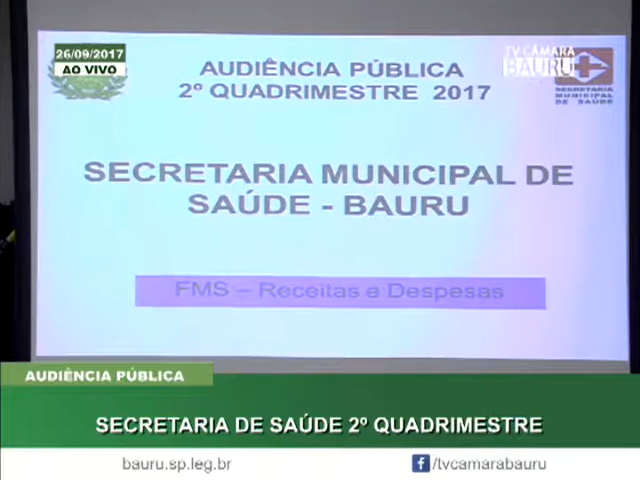 26/09/2017
AO VIVO
TV CÂMARA
BAURU
SECRETARIA
MUNICIPAL
DE SAÚDE
AUDIÊNCIA PÚBLICA
2º QUADRIMESTRE 2017
SECRETARIA MUNICIPAL DE
SAÚDE - BAURU
FMS – Receitas e Despesas
AUDIÊNCIA PÚBLICA
SECRETARIA DE SAÚDE 2º QUADRIMESTRE
bauru.sp.leg.br
/tvcamarabauru